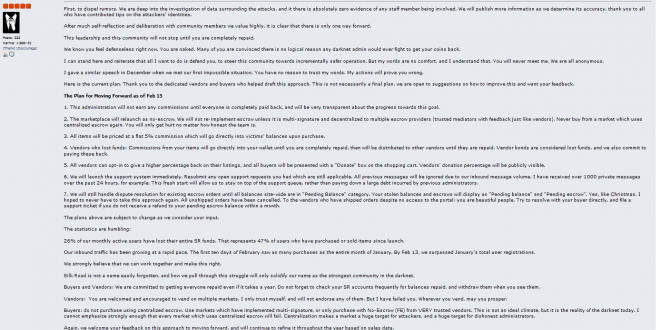 Posts: 222
Karma: +368/-31
First, to dispel rumors. We are deep into the investigation of data surrounding the attacks, and it there is absolutely zero evidence of any staff member being involved. We will publish more information as we determine its accuracy, thank you to all
who have contributed tips on the attackers' identities.
After much self-reflection and deliberation with community members we value highly, it is clear that there is only one way forward.
This leadership and this community will not stop until you are completely repaid.
We know you feel defenseless right now. You are naked. Many of you are convinced there is no logical reason any darknet admin would ever fight to get your coins back.
I can stand here and reiterate that all I want to do is defend you, to steer this community towards incrementally safer operation. But my words are no comfort, and I understand that. You will never meet me. We are all anonymous.
I gave a similar speech in December when we met our first impossible situation. You have no reason to trust my words. My actions will prove you wrong.
Here is the current plan. Thank you to the dedicated vendors and buyers who helped draft this approach. This is not necessarily a final plan, we are open to suggestions on how to improve this and want your feedback.
The Plan for Moving Forward as of Feb 15
1. This administration will not earn any commissions until everyone is completely paid back, and will be very transparent about the progress towards this goal.
2. The marketplace will relaunch as no-escrow. We will not re-implement escrow unless it is multi-signature and decentralized to multiple escrow providers (trusted mediators with feedback just like vendors). Never buy from a market which uses
centralized escrow again. You will only get hurt no matter how honest the team is.
3. All items will be priced at a flat 5% commission which will go directly into victims' balances upon purchase.
4. Vendors who lost funds: Commissions from your items will go directly into your wallet until you are completely repaid, then will be distributed to other vendors until they are repaid. Vendor bonds are considered lost funds, and we also commit to
paying these back.
5. All vendors can opt-in to give a higher percentage back on their listings, and all buyers will be presented with a "Donate" box on the shopping cart. Vendors' donation percentage will be publicly visible.
6. We will launch the support system immediately. Resubmit any open support requests you had which are still applicable. All previous messages will be ignored due to our inbound message volume. I have received over 1000 private messages
over the past 24 hours, for example. This fresh start will allow us to stay on top of the support queue, rather than paying down a large debt incurred by previous administrators.
7. We will still handle dispute resolution for existing escrow orders until all balances site-wide are in "Pending Balance" category. Your stolen balances and escrows will display as "Pending balance" and "Pending escrow". Yes, like Christmas. I
hoped to never have to take this approach again. All unshipped orders have been cancelled. To the vendors who have shipped orders despite no access to the portal: you are beautiful people. Try to resolve with your buyer directly, and file a
support ticket if you do not receive a refund to your pending escrow balance within a month.
The plans above are subject to change as we consider your input.
The statistics are humbling:
26% of our monthly active users have lost their entire SR funds. That represents 47% of users who have purchased or sold items since launch.
Our inbound traffic has been growing at a rapid pace. The first ten days of February saw as many purchases as the entire month of January. By Feb 13, we surpassed January's total user registrations.
We strongly believe that we can work together and make this right.
Silk Road is not a name easily forgotten, and how we pull through this struggle will only solidify our name as the strongest community in the darknet.
Buyers and Vendors: We are committed to getting everyone repaid even if it takes a year. Do not forget to check your SR accounts frequently for balances repaid, and withdraw them when you see them.
Vendors: You are welcomed and encouraged to vend on multiple markets. I only trust myself, and will not endorse any of them. But I have failed you. Wherever you vend, may you prosper.
Buyers: do not purchase using centralized escrow. Use markets which have implemented multi-signature, or only purchase with No-Escrow (FE) from VERY trusted vendors. This is not an ideal climate, but it is the reality of the darknet today. I
cannot emphasize strongly enough that every market which uses centralized escrow will fall. Centralization makes a market a huge target for attackers, and a huge target for dishonest administrators.
Again, we welcome your feedback on this approach to moving forward, and will continue to refine it throughout the year based on sales data.